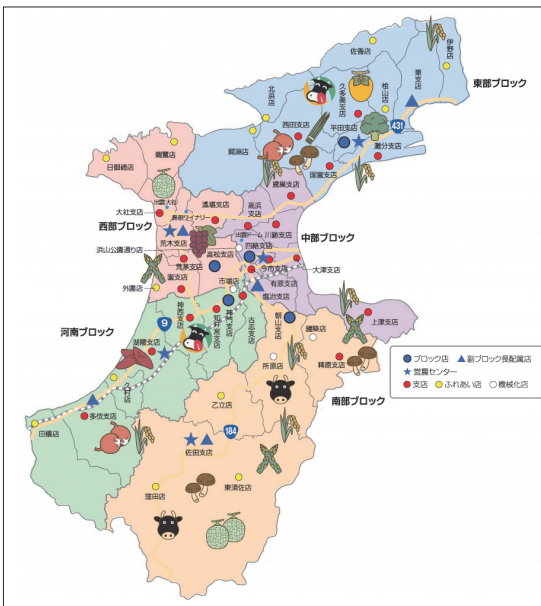 佐香店
伊野店
東部ブロック
北浜店
久多美支店
桧山店
東支店
西田支店
平田支店
431
鰐淵店
灘分支店
国富支店
鵜鷺店
日御碕店
鳶巣支店
出雲大社
遙堪支店
高浜支店
大社支店
島根ワイナリー
西部ブロック
中部ブロック
荒木支店
出雲ドーム
川跡支店
浜山公園通り店
四絡支店
高松支店
荒茅支店
今市支店
大津支店
園支店
市場店
有原支店
外園店
塩冶支店
神西支店
知井宮支店
神門支店
古志支店
朝山支店
上津支店
河南ブロック
9
湖陵支店
所原店
稗原支店
南部ブロック
久村店
乙立店
多伎支店
田儀店
184
佐田支店
窪田店
東須佐店
ブロック店
副ブロック長配属店
営農センター
支店
ふれあい店
機械化店